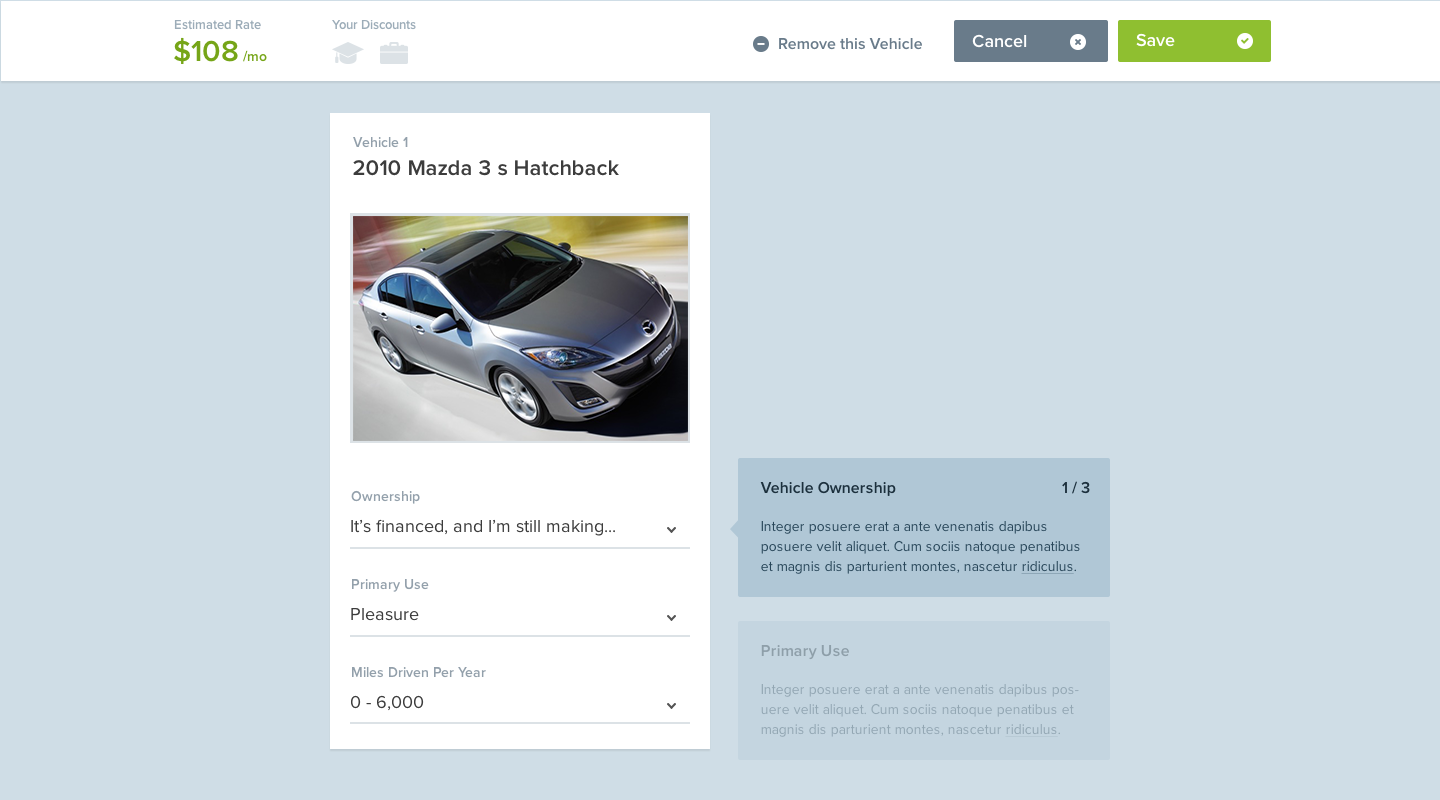 Estimated Rate
$108 /mo
Your Discounts
Remove this Vehicle
Cancel
Save
Vehicle 1
2010 Mazda 3 s Hatchback
mazda
Ownership
It’s financed, and I’m still making...
Primary Use
Pleasure
Miles Driven Per Year
0 - 6,000
Vehicle Ownership 1 / 3
Integer posuere erat a ante venenatis dapibus
posuere velit aliquet. Cum sociis natoque penatibus
et magnis dis parturient montes, nascetur ridiculus.
Primary Use
Integer posuere erat a ante venenatis dapibus pos-
uere velit aliquet. Cum sociis natoque penatibus et
magnis dis parturient montes, nascetur ridiculus.